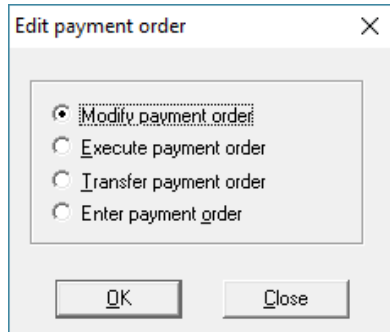 Edit payment order
Modify payment order
Execute payment order
Transfer payment order
Enter payment order
OK
Close